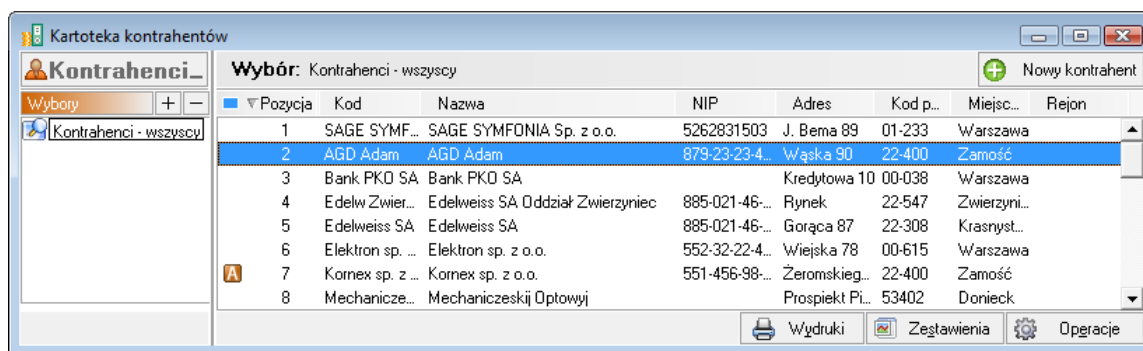 Kartoteka kontrahentów
Kontrahenci_ Wybór: Kontrahenci - wszyscy Nowy kontrahent
Wybory + − Pozycja Kod Nazwa NIP Adres Kod p... Miejsc... Rejon
Kontrahenci - wszyscy
1 SAGE SYMF... SAGE SYMFONIA Sp. z o.o. 5262831503 J. Bema 89 01-233 Warszawa
2 AGD Adam AGD Adam 879-23-23-4... Wąska 90 22-400 Zamość
3 Bank PKO SA Bank PKO SA Kredytowa 10 00-038 Warszawa
4 Edelw Zwier... Edelweiss SA Oddział Zwierzyniec 885-021-46-... Rynek 22-547 Zwierzyni...
5 Edelweiss SA Edelweiss SA 885-021-46-... Gorąca 87 22-308 Krasnyst...
6 Elektron sp. ... Elektron sp. z o.o. 552-32-22-4... Wiejska 78 00-615 Warszawa
A 7 Kornex sp. z ... Kornex sp. z o.o. 551-456-98-... Żeromskieg... 22-400 Zamość
8 Mechanicze... Mechaniczeskij Optowyj Prospiekt Pi... 53402 Donieck
Wydruki Zestawienia Operacje